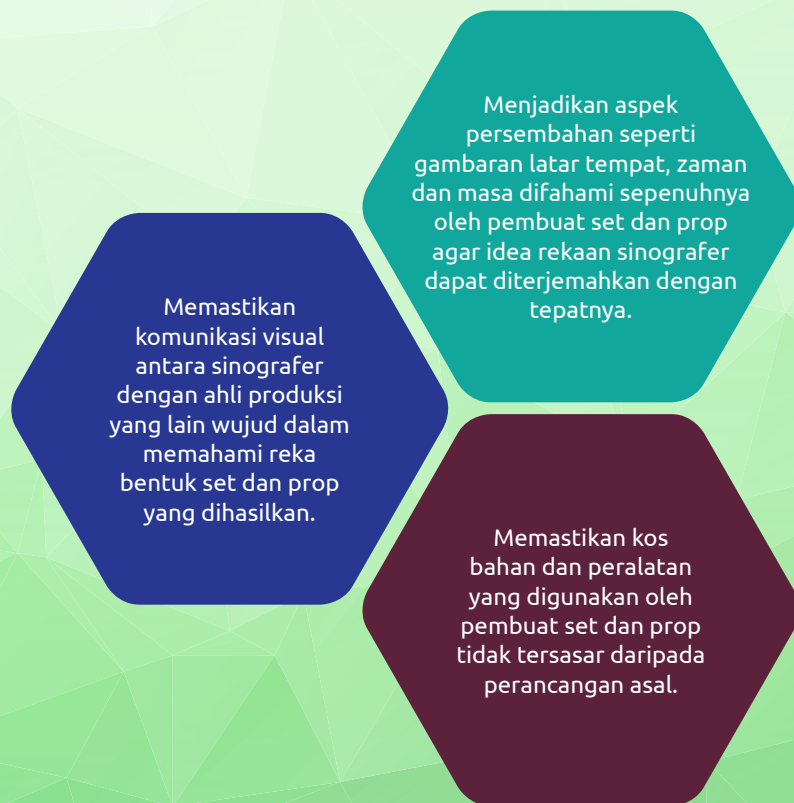 Menjadikan aspek
persembahan seperti
gambaran latar tempat, zaman
dan masa difahami sepenuhnya
oleh pembuat set dan prop
agar idea rekaan sinografer
dapat diterjemahkan dengan
tepatnya.
Memastikan
komunikasi visual
antara sinografer
dengan ahli produksi
yang lain wujud dalam
memahami reka
bentuk set dan prop
yang dihasilkan.
Memastikan kos
bahan dan peralatan
yang digunakan oleh
pembuat set dan prop
tidak tersasar daripada
perancangan asal.